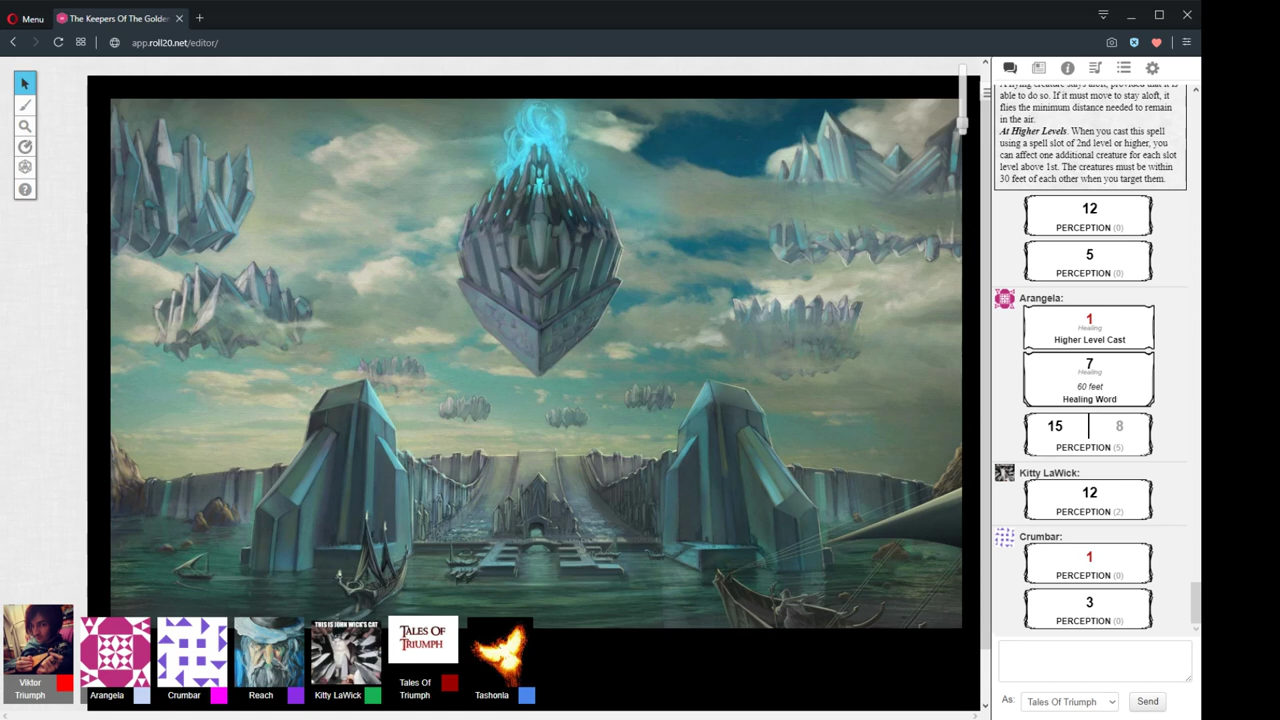 Menu
The Keepers Of The Golden
app.roll20.net/editor/
A flying creature stays aloft, provided that it is
able to do so. If it must move to stay aloft, it
flies the minimum distance needed to remain
in the air.
At Higher Levels. When you cast this spell
using a spell slot of 2nd level or higher, you
can affect one additional creature for each slot
level above 1st. The creatures must be within
30 feet of each other when you target them.
12
PERCEPTION (0)
5
PERCEPTION (0)
Arangela:
1
Healing
Higher Level Cast
7
Healing
60 feet
Healing Word
15 8
PERCEPTION (5)
Kitty LaWick:
12
PERCEPTION (2)
Crumbar:
1
PERCEPTION (0)
3
PERCEPTION (0)
As: Tales Of Triumph Send
THIS IS JOHN WICK'S CAT
TALES OF
TRIUMPH
Viktor
Triumph
Arangela
Crumbar
Reach
Kitty LaWick
Tales Of
Triumph
Tashonia